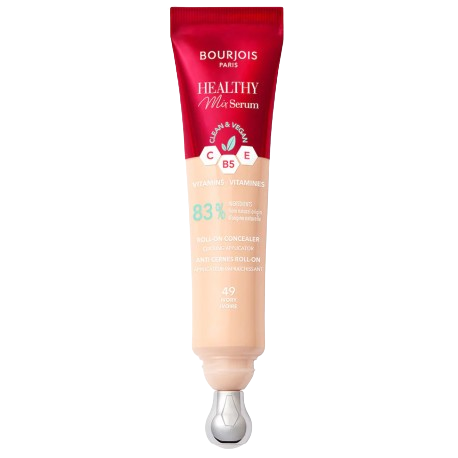 BOURJOIS
PARIS
HEALTHY
Mix Serum
CLEAN & VEGAN
C B5 E
VITAMINS · VITAMINES
83%
ROLL-ON CONCEALER
ANTI-CERNES ROLL-ON
49